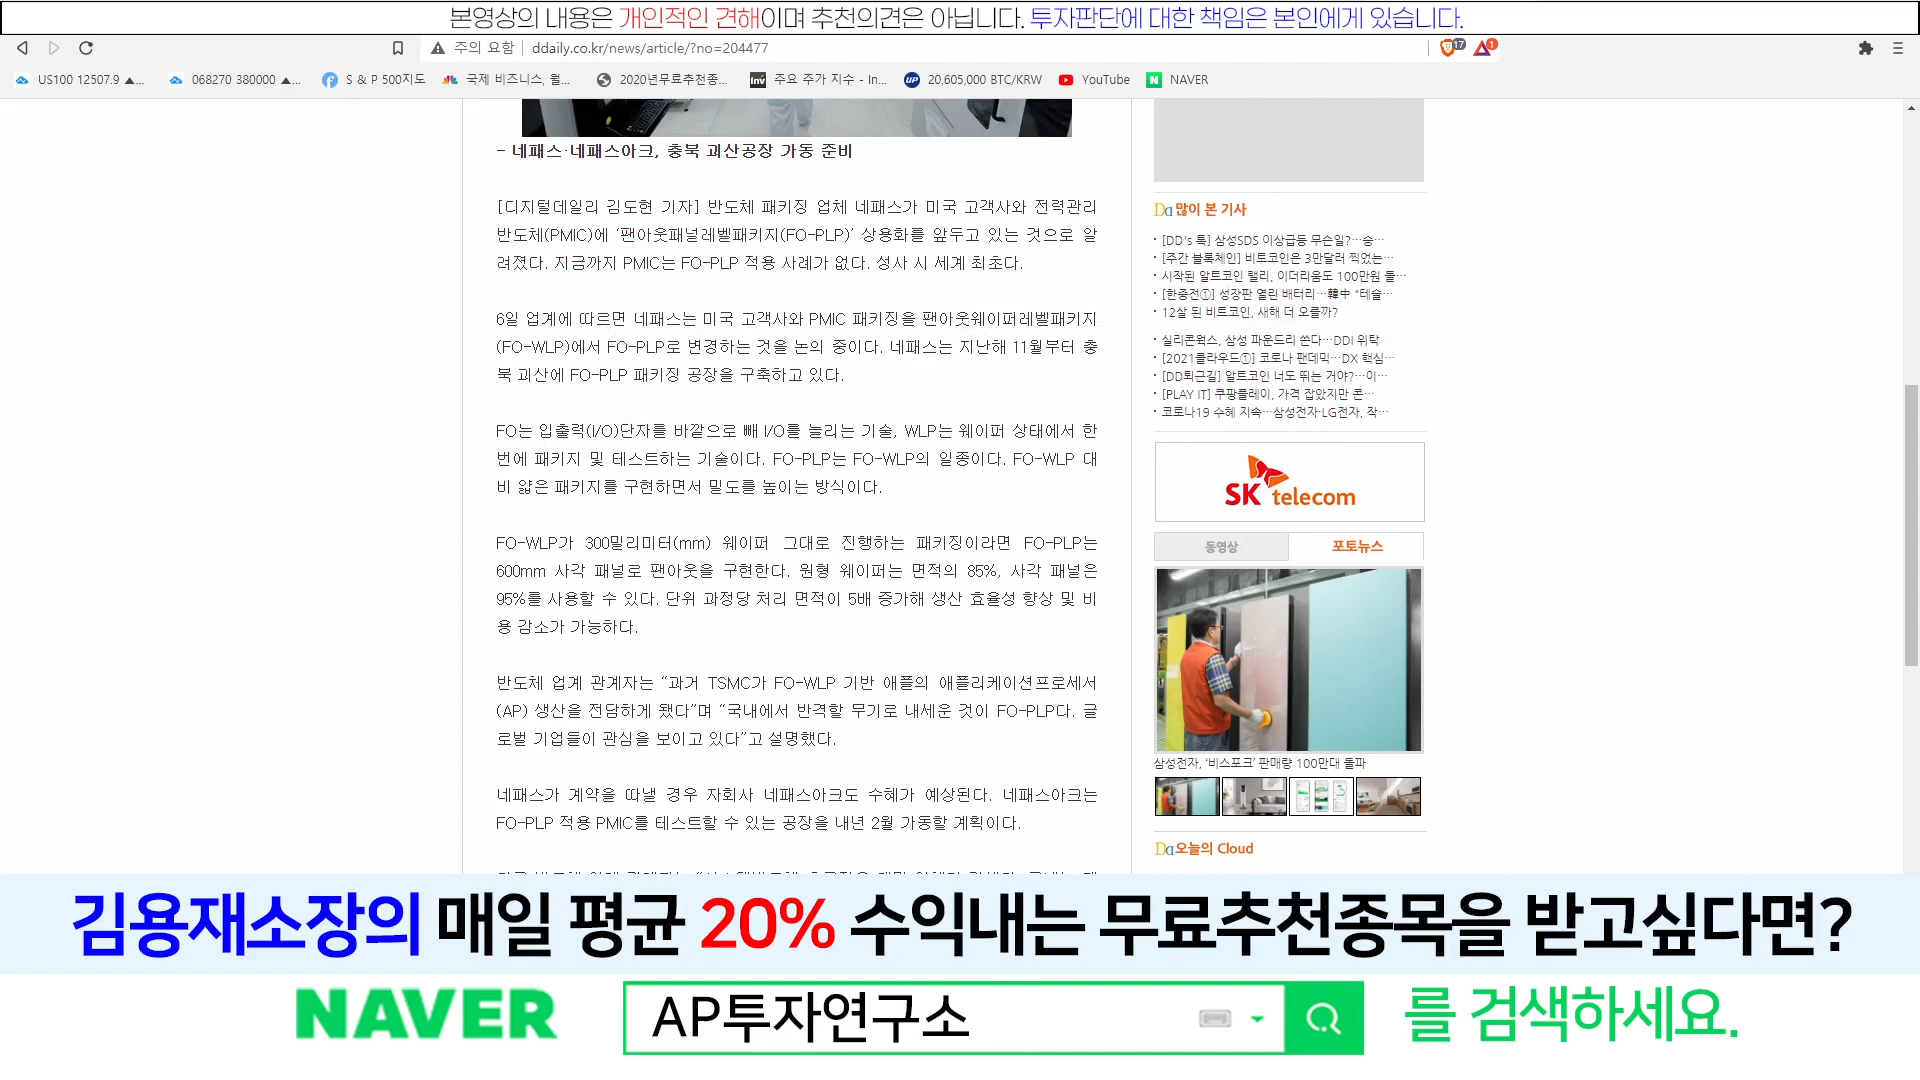 본영상의 내용은 개인적인 견해이며 추천의견은 아닙니다. 투자판단에 대한 책임은 본인에게 있습니다.
주의 요함 ddaily.co.kr/news/article/?no=204477
17
1
US100 12507.9 ▲...
068270 380000 ▲...
S & P 500지도
국제 비즈니스, 월...
2020년무료추천종...
Inv 주요 주가 지수 - In...
UP 20,605,000 BTC/KRW
YouTube
N NAVER
- 네패스·네패스아크, 충북 괴산공장 가동 준비
[디지털데일리 김도현 기자] 반도체 패키징 업체 네패스가 미국 고객사와 전력관리
반도체(PMIC)에 ‘팬아웃패널레벨패키지(FO-PLP)’ 상용화를 앞두고 있는 것으로 알
려졌다. 지금까지 PMIC는 FO-PLP 적용 사례가 없다. 성사 시 세계 최초다.
6일 업계에 따르면 네패스는 미국 고객사와 PMIC 패키징을 팬아웃웨이퍼레벨패키지
(FO-WLP)에서 FO-PLP로 변경하는 것을 논의 중이다. 네패스는 지난해 11월부터 충
북 괴산에 FO-PLP 패키징 공장을 구축하고 있다.
FO는 입출력(I/O)단자를 바깥으로 빼 I/O를 늘리는 기술, WLP는 웨이퍼 상태에서 한
번에 패키지 및 테스트하는 기술이다. FO-PLP는 FO-WLP의 일종이다. FO-WLP 대
비 얇은 패키지를 구현하면서 밀도를 높이는 방식이다.
FO-WLP가 300밀리미터(mm) 웨이퍼 그대로 진행하는 패키징이라면 FO-PLP는
600mm 사각 패널로 팬아웃을 구현한다. 원형 웨이퍼는 면적의 85%, 사각 패널은
95%를 사용할 수 있다. 단위 과정당 처리 면적이 5배 증가해 생산 효율성 향상 및 비
용 감소가 가능하다.
반도체 업계 관계자는 “과거 TSMC가 FO-WLP 기반 애플의 애플리케이션프로세서
(AP) 생산을 전담하게 됐다”며 “국내에서 반격할 무기로 내세운 것이 FO-PLP다. 글
로벌 기업들이 관심을 보이고 있다”고 설명했다.
네패스가 계약을 따낼 경우 자회사 네패스아크도 수혜가 예상된다. 네패스아크는
FO-PLP 적용 PMIC를 테스트할 수 있는 공장을 내년 2월 가동할 계획이다.
Da 많이 본 기사
· [DD's 톡] 삼성SDS 이상급등 무슨일?…승…
· [주간 블록체인] 비트코인은 3만달러 찍었는…
· 시작된 알트코인 랠리, 이더리움도 100만원 돌…
· [한중전①] 성장판 열린 배터리…韓中 "테슬…
· 12살 된 비트코인, 새해 더 오를까?
· 실리콘웍스, 삼성 파운드리 쓴다…DDI 위탁
· [2021클라우드①] 코로나 팬데믹…DX 핵심…
· [DD퇴근길] 알트코인 너도 뛰는 거야?…이…
· [PLAY IT] 쿠팡플레이, 가격 잡았지만 콘…
· 코로나19 수혜 지속…삼성전자·LG전자, 작…
SK telecom
동영상 포토뉴스
삼성전자, ‘비스포크’ 판매량 100만대 돌파
Da 오늘의 Cloud
김용재소장의 매일 평균 20% 수익내는 무료추천종목을 받고싶다면?
NAVER AP투자연구소 를 검색하세요.